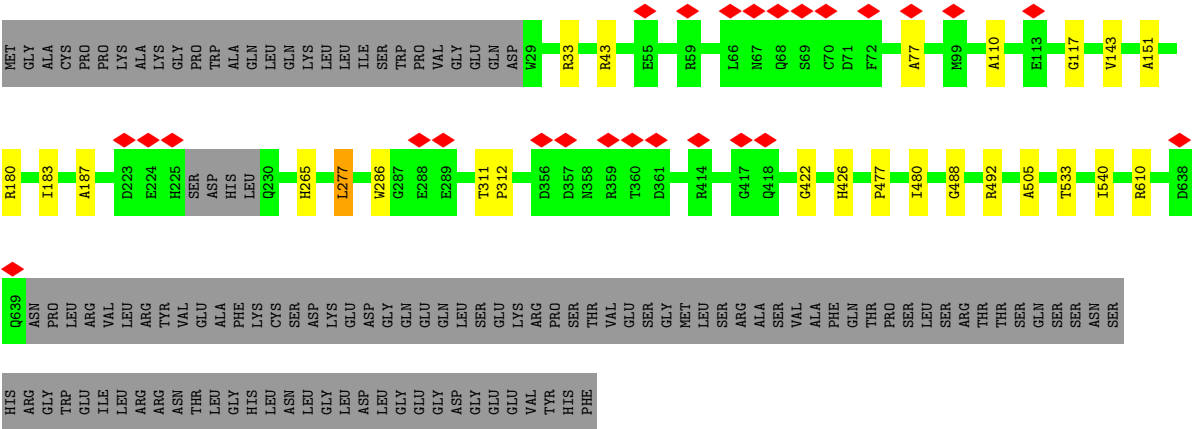 MET GLY ALA CYS PRO PRO LYS ALA LYS GLY PRO TRP ALA GLN LEU GLN LYS LEU LEU ILE SER TRP PRO VAL GLY GLU GLN ASP W29 R33 R43 E55 R59 L66 N67 Q68 S69 C70 D71 F72 A77 M99 A110 E113 G117 V143 A151
R180 I183 A187 D223 E224 H225 SER ASP HIS LEU Q230 H265 L277 W286 G287 E288 E289 T311 P312 D356 D357 N358 R359 T360 D361 R414 G417 Q418 G422 H426 P477 I480 G488 R492 A505 T533 I540 R610 D638
Q639 ASN PRO LEU ARG VAL LEU ARG TYR VAL GLU ALA PHE LYS CYS SER ASP LYS GLU ASP GLY GLN GLU GLN LEU SER GLU LYS ARG PRO SER THR VAL GLU SER GLY MET LEU SER ARG ALA SER VAL ALA PHE GLN THR PRO SER LEU SER ARG THR THR SER GLN SER SER ASN SER
HIS ARG GLY TRP GLU ILE LEU ARG ARG ASN THR LEU GLY HIS LEU ASN LEU GLY LEU ASP LEU GLY GLU GLY ASP GLY GLU GLU VAL TYR HIS PHE